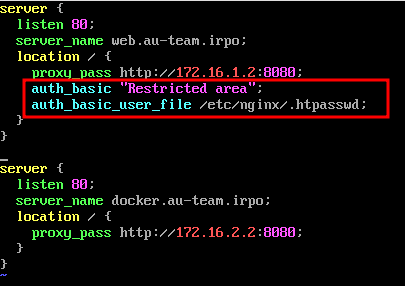 server {
listen 80;
server_name web.au-team.irpo;
location / {
proxy_pass http://172.16.1.2:8080;
auth_basic "Restricted area";
auth_basic_user_file /etc/nginx/.htpasswd;
}
}
server {
listen 80;
server_name docker.au-team.irpo;
location / {
proxy_pass http://172.16.2.2:8080;
}
}
~